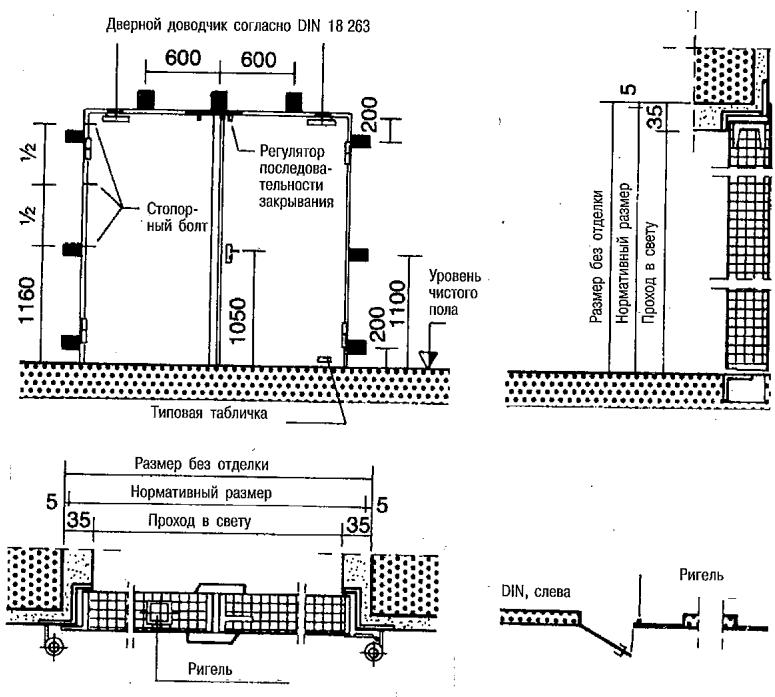 Дверной доводчик согласно DIN 18 263
600
600
200
½
½
1160
Регулятор
последова-
тельности
закрывания
Стопор-
ный болт
1050
200
1100
Уровень
чистого
пола
Типовая табличка
5
35
Размер без отделки
Нормативный размер
Проход в свету
Размер без отделки
5
Нормативный размер
5
35
Проход в свету
35
Ригель
DIN, слева
Ригель